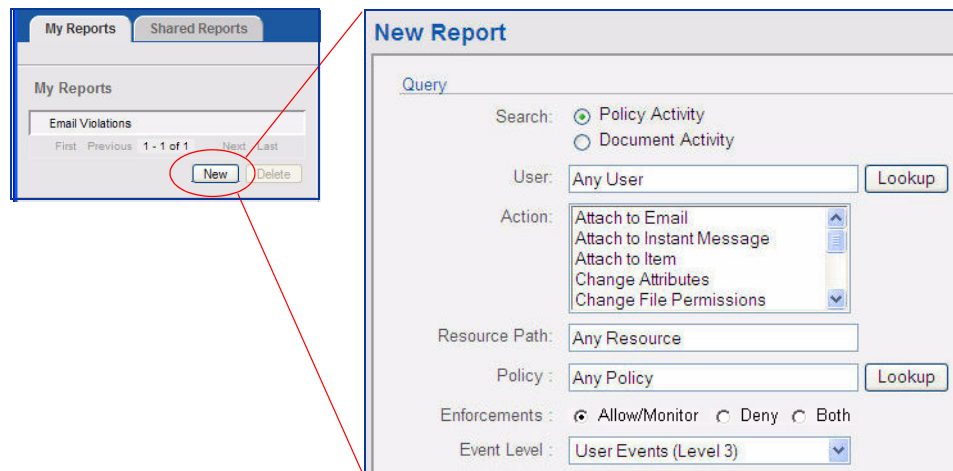 My Reports Shared Reports
My Reports
Email Violations
First Previous 1 - 1 of 1 Next Last
New Delete
New Report
Query
Search: Policy Activity
Document Activity
User: Any User Lookup
Action: Attach to Email
Attach to Instant Message
Attach to Item
Change Attributes
Change File Permissions
Resource Path: Any Resource
Policy : Any Policy Lookup
Enforcements : Allow/Monitor Deny Both
Event Level : User Events (Level 3)